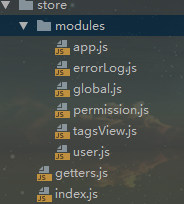 store
modules
app.js
errorLog.js
global.js
permission.js
tagsView.js
user.js
getters.js
index.js